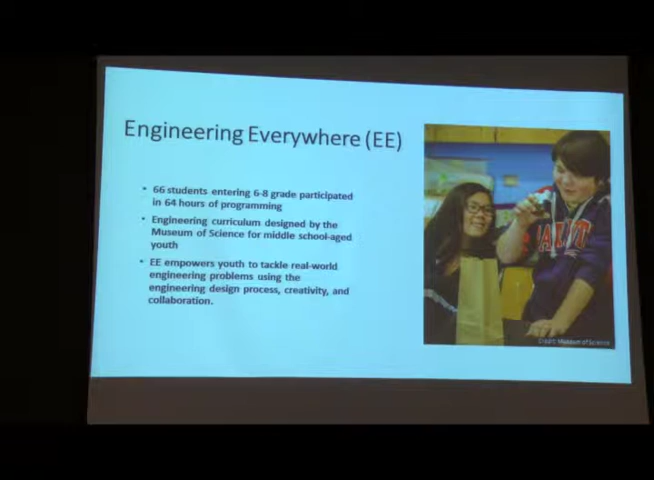 Engineering Everywhere (EE)
• 66 students entering 6-8 grade participated
in 64 hours of programming
• Engineering curriculum designed by the
Museum of Science for middle school-aged
youth
• EE empowers youth to tackle real-world
engineering problems using the
engineering design process, creativity, and
collaboration.
Credit: Museum of Science